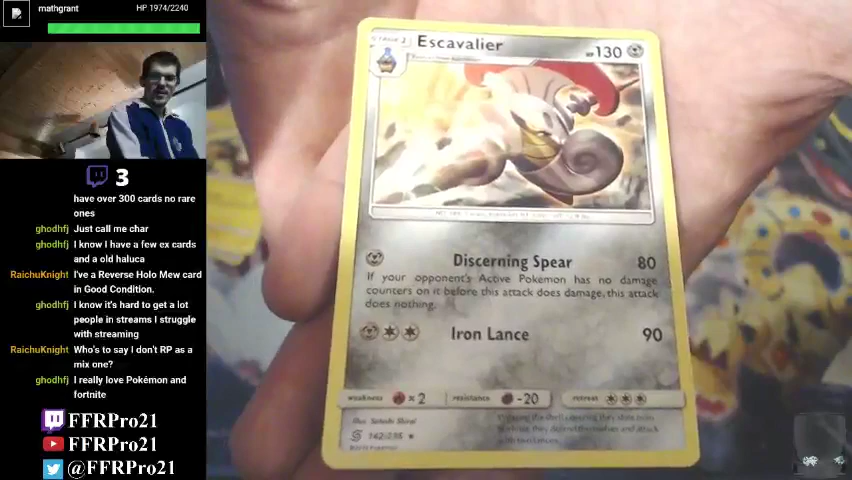 mathgrant
HP 1974/2240
3
have over 300 cards no rare
ones
ghodhfj Just call me char
ghodhfj I know I have a few ex cards
and a old haluca
RaichuKnight I've a Reverse Holo Mew card
in Good Condition.
ghodhfj I know it's hard to get a lot
people in streams I struggle
with streaming
RaichuKnight Who's to say I don't RP as a
mix one?
ghodhfj I really love Pokémon and
fortnite
FFRPro21
FFRPro21
@FFRPro21
Escavalier
HP 130
Discerning Spear 80
If your opponent's Active Pokémon has no damage
counters on it before this attack does damage, this attack
does nothing.
Iron Lance 90
weakness × 2 resistance -20 retreat
Illus.
162/236